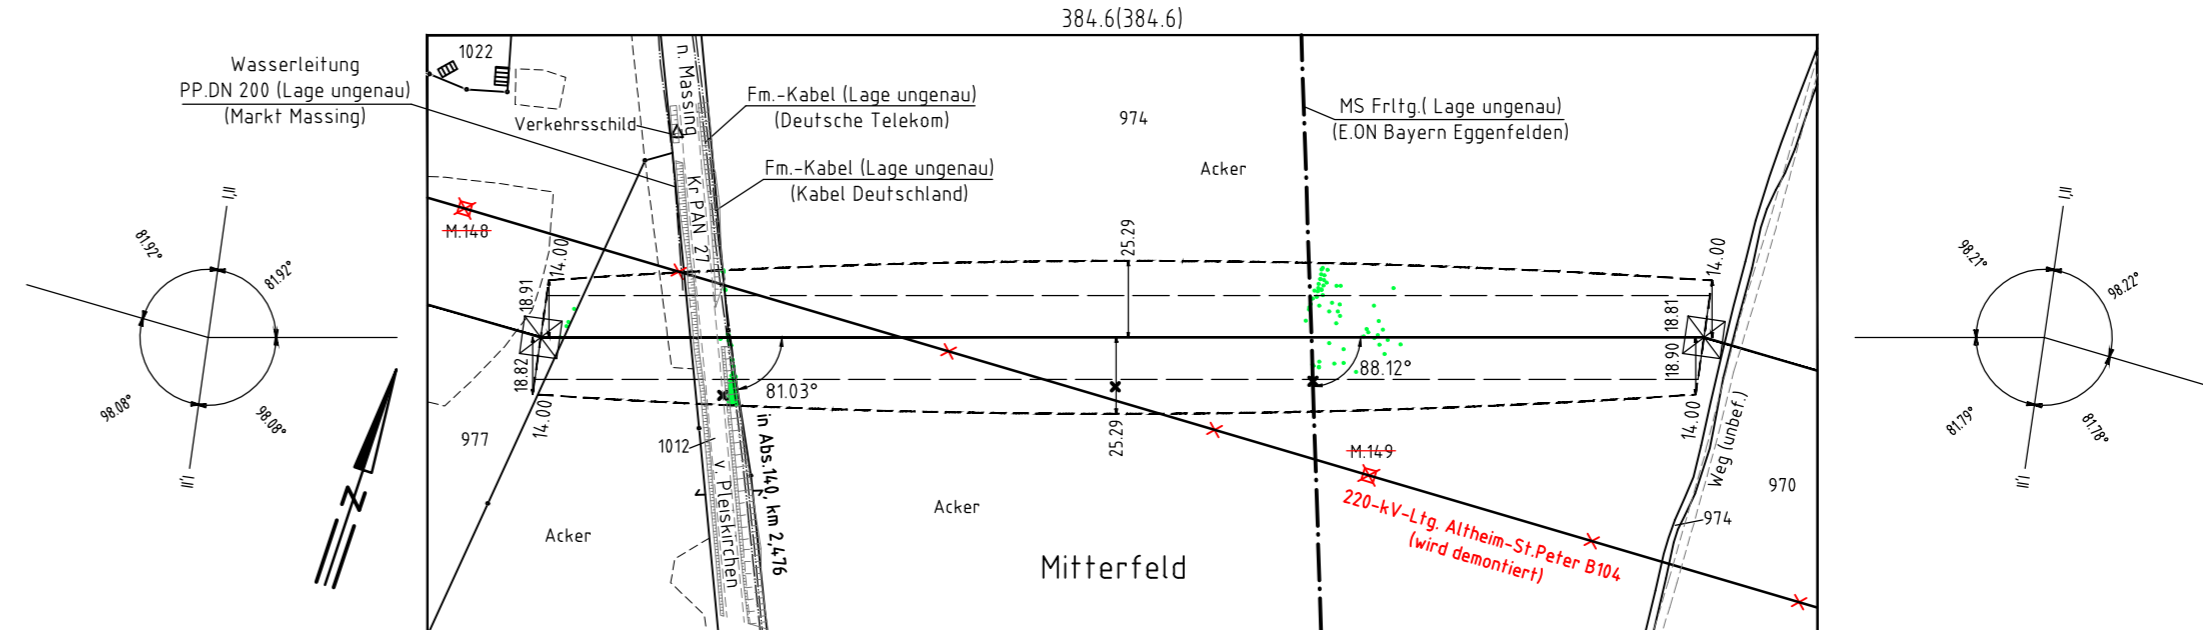 384.6(384.6)
Wasserleitung
PP.DN 200 (Lage ungenau)
(Markt Massing)
1022
n. Massing
Verkehrsschild
Fm.-Kabel (Lage ungenau)
(Deutsche Telekom)
Fm.-Kabel (Lage ungenau)
(Kabel Deutschland)
974
Acker
MS Frltg.( Lage ungenau)
(E.ON Bayern Eggenfelden)
Kr PAN 27
M.148
81.92°
81.92°
98.08°
98.08°
N
14.00
18.91
18.82
14.00
25.29
25.29
81.03°
88.12°
14.00
18.81
18.90
14.00
98.21°
98.22°
81.79°
81.78°
977
1012
Acker
v. Pleiskirchen
in Abs.140, km 2,476
Acker
Mitterfeld
M.149
220-kV-Ltg. Altheim-St.Peter B104
(wird demontiert)
Weg (unbef.)
970
974